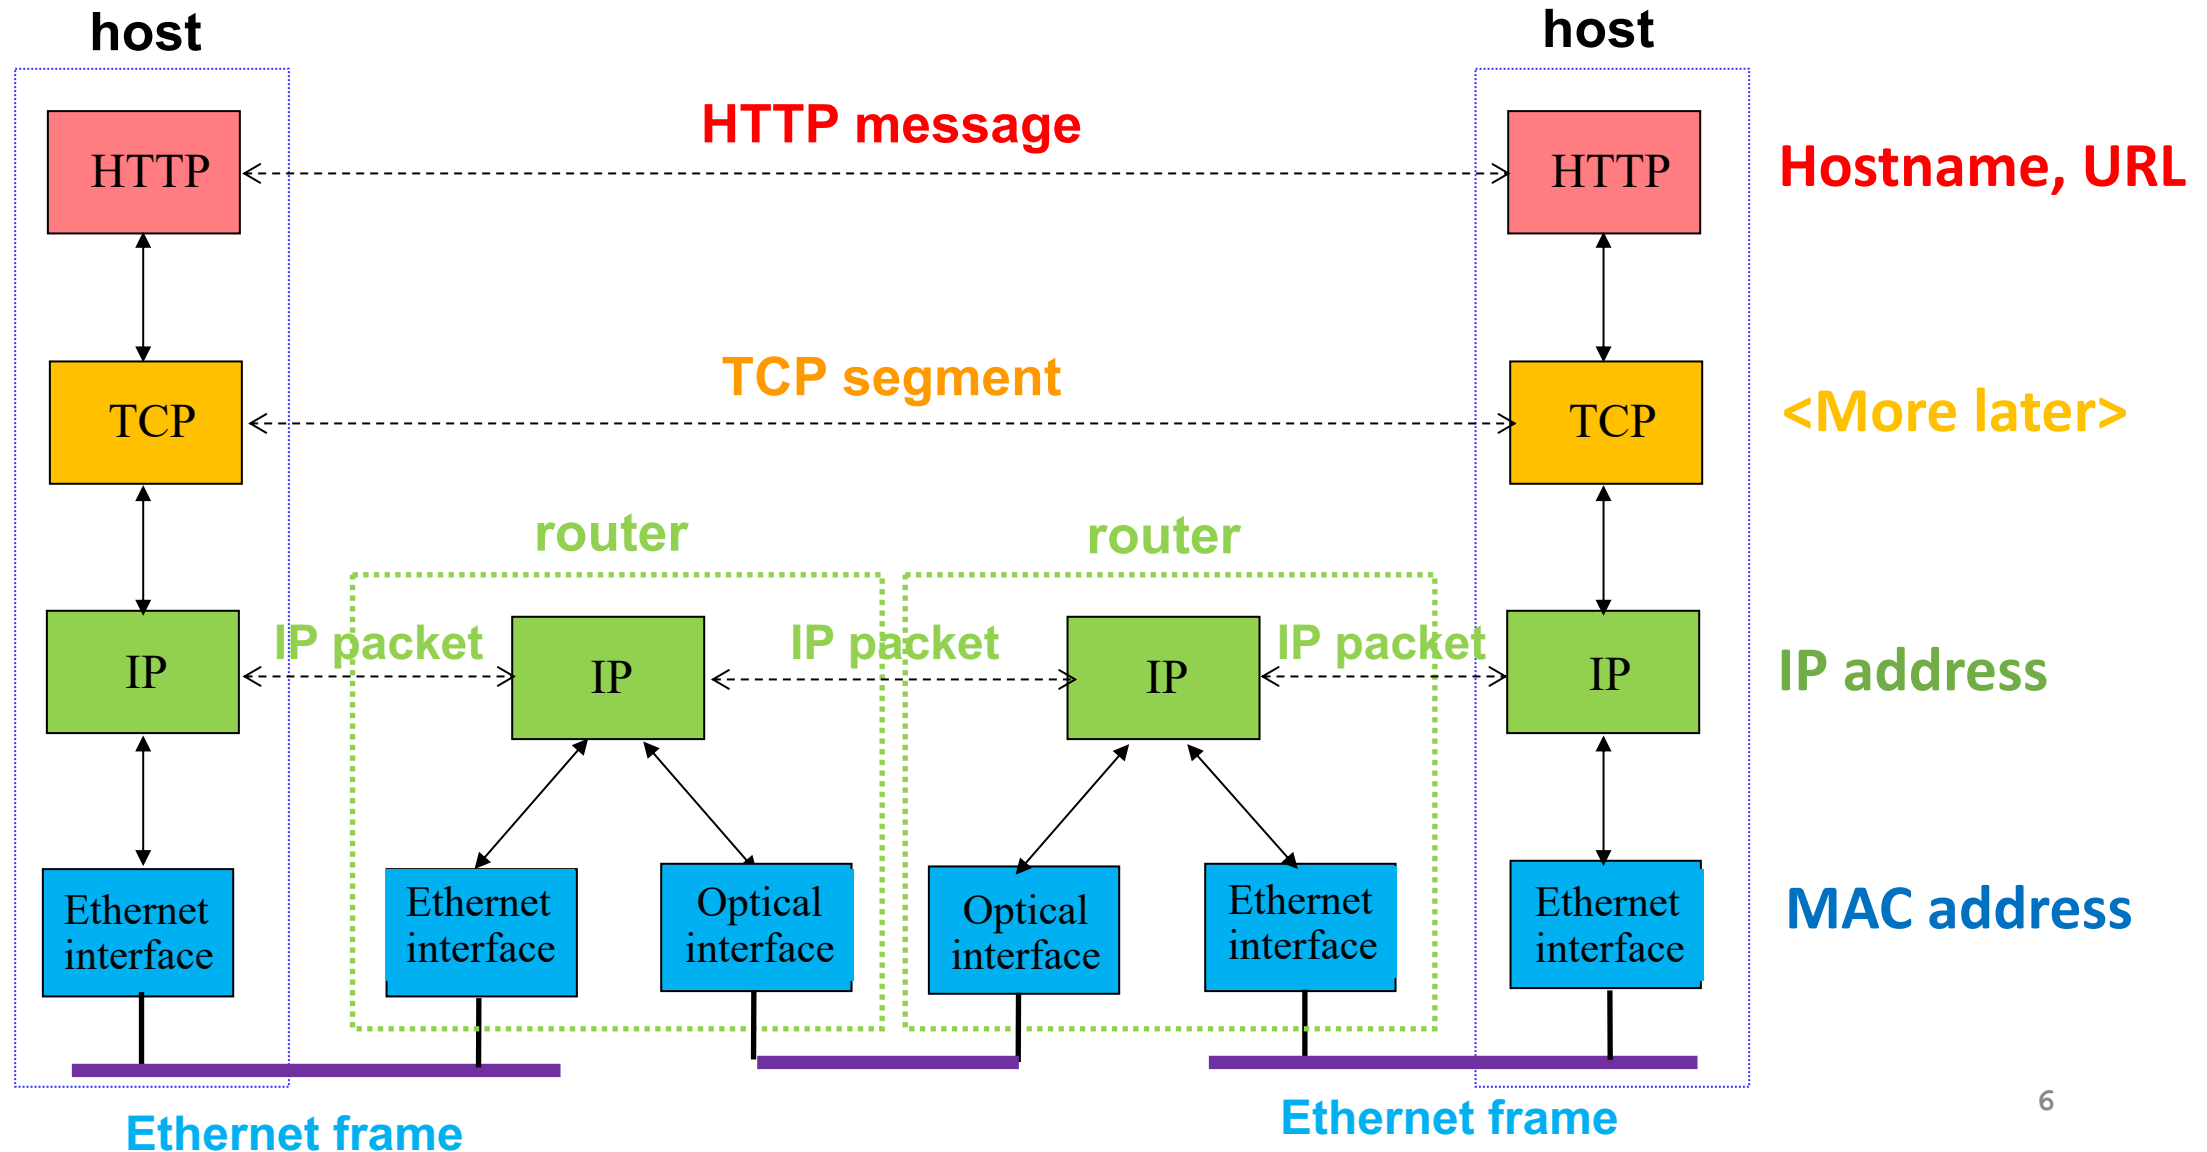 host
host
HTTP message
HTTP
HTTP
Hostname, URL
TCP segment
TCP
TCP
<More later>
router
router
IP packet
IP packet
IP packet
IP
IP
IP
IP
IP address
Ethernet
interface
Ethernet
interface
Optical
interface
Optical
interface
Ethernet
interface
Ethernet
interface
MAC address
Ethernet frame
Ethernet frame
6